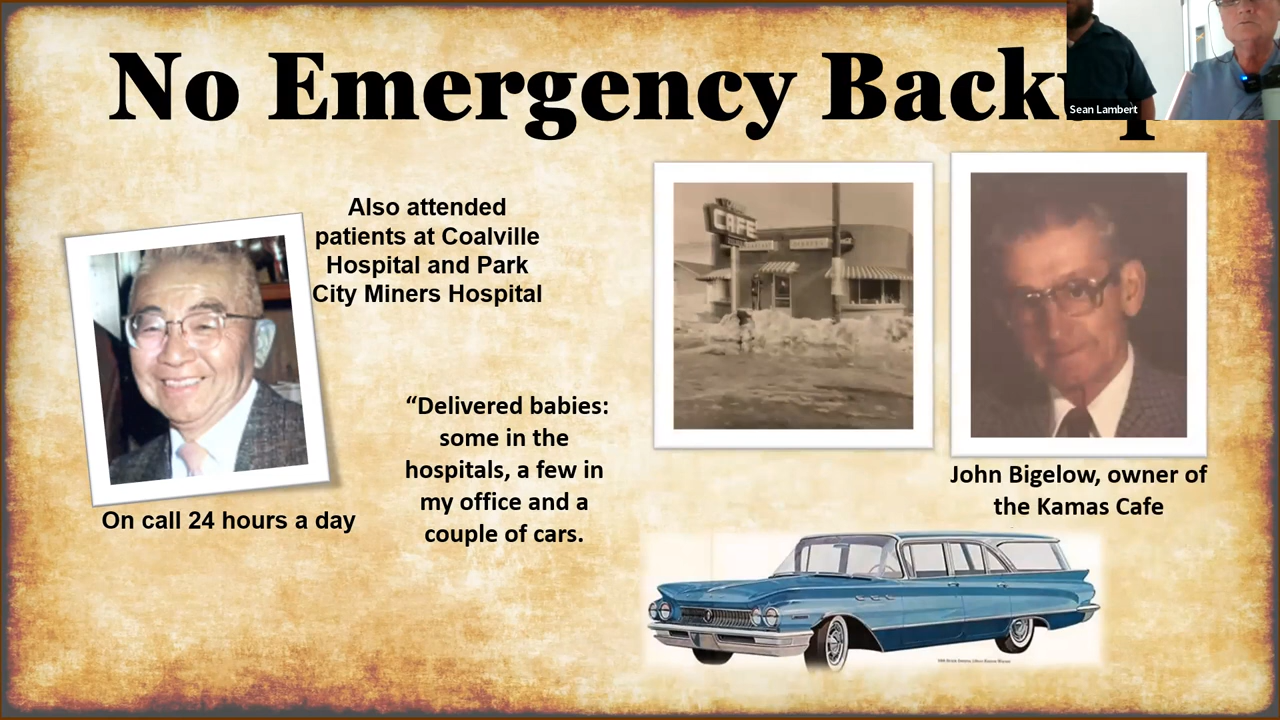 No Emergency Back
Sean Lambert
Also attended
patients at Coalville
Hospital and Park
City Miners Hospital
CAFE
“Delivered babies:
some in the
hospitals, a few in
my office and a
couple of cars.
On call 24 hours a day
John Bigelow, owner of
the Kamas Cafe